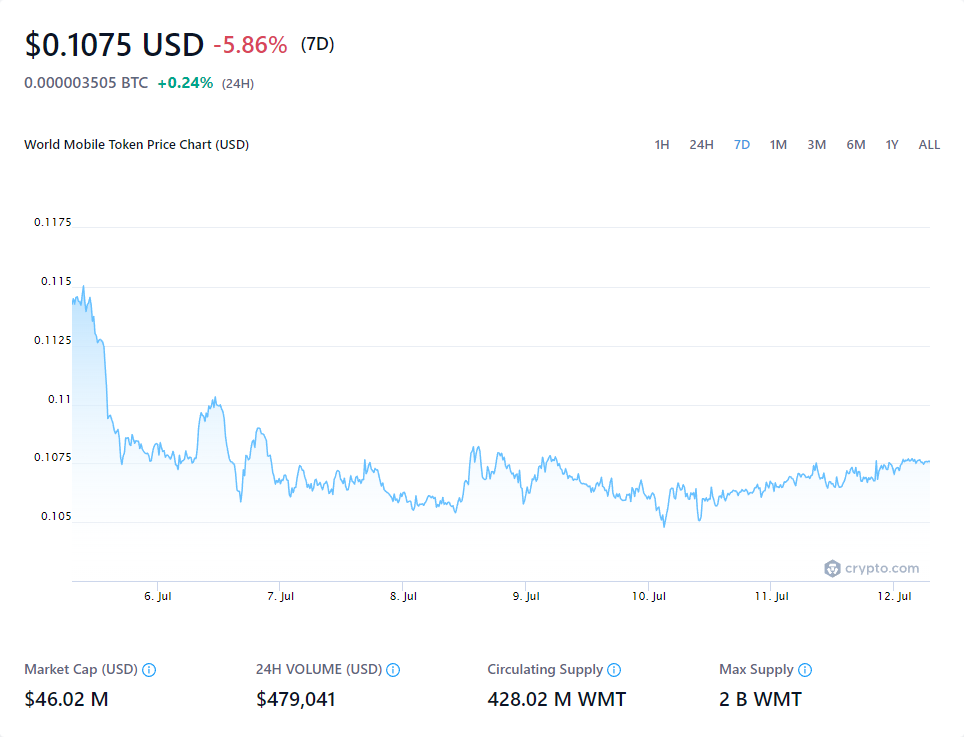 $0.1075 USD -5.86% (7D)
0.000003505 BTC +0.24% (24H)
World Mobile Token Price Chart (USD) 1H 24H 7D 1M 3M 6M 1Y ALL
0.1175
0.115
0.1125
0.11
0.1075
0.105
crypto.com
6. Jul 7. Jul 8. Jul 9. Jul 10. Jul 11. Jul 12. Jul
Market Cap (USD) 24H VOLUME (USD) Circulating Supply Max Supply
$46.02 M $479,041 428.02 M WMT 2 B WMT